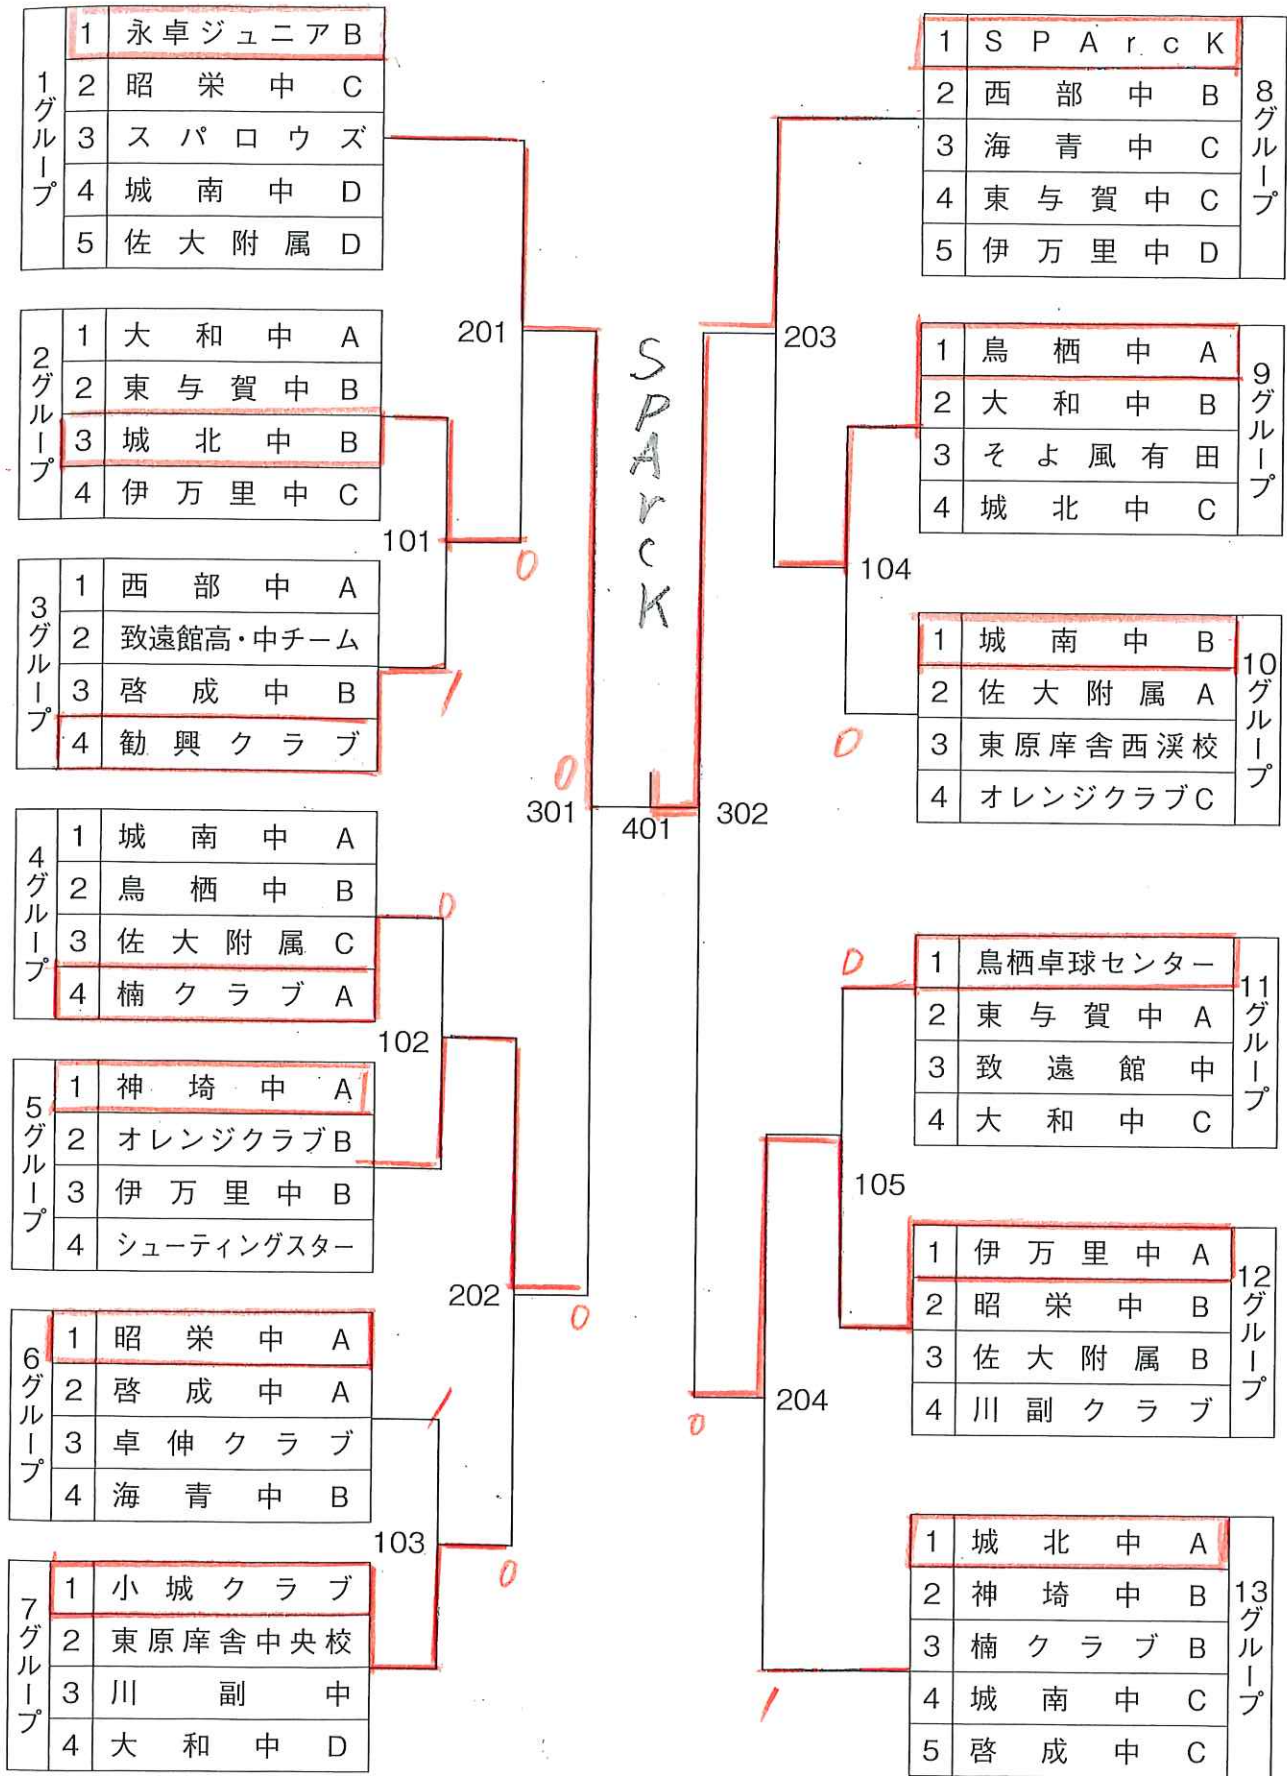 1グループ
1 永卓ジュニアB
2 昭栄中C
3 スパロウズ
4 城南中D
5 佐大附属D
2グループ
1 大和中A
2 東与賀中B
3 城北中B
4 伊万里中C
3グループ
1 西部中A
2 致遠館高・中チーム
3 啓成中B
4 勧興クラブ
4グループ
1 城南中A
2 鳥栖中B
3 佐大附属C
4 楠クラブA
5グループ
1 神埼中A
2 オレンジクラブB
3 伊万里中B
4 シューティングスター
6グループ
1 昭栄中A
2 啓成中A
3 卓伸クラブ
4 海青中B
7グループ
1 小城クラブ
2 東原庠舎中央校
3 川副中
4 大和中D
201
101
0
1
0
301
0
102
202
0
1
103
0
SPArcK
401
302
203
104
0
0
105
204
0
1
8グループ
1 SPArcK
2 西部中B
3 海青中C
4 東与賀中C
5 伊万里中D
9グループ
1 鳥栖中A
2 大和中B
3 そよ風有田
4 城北中C
10グループ
1 城南中B
2 佐大附属A
3 東原庠舎西渓校
4 オレンジクラブC
11グループ
1 鳥栖卓球センター
2 東与賀中A
3 致遠館中
4 大和中C
12グループ
1 伊万里中A
2 昭栄中B
3 佐大附属B
4 川副クラブ
13グループ
1 城北中A
2 神埼中B
3 楠クラブB
4 城南中C
5 啓成中C